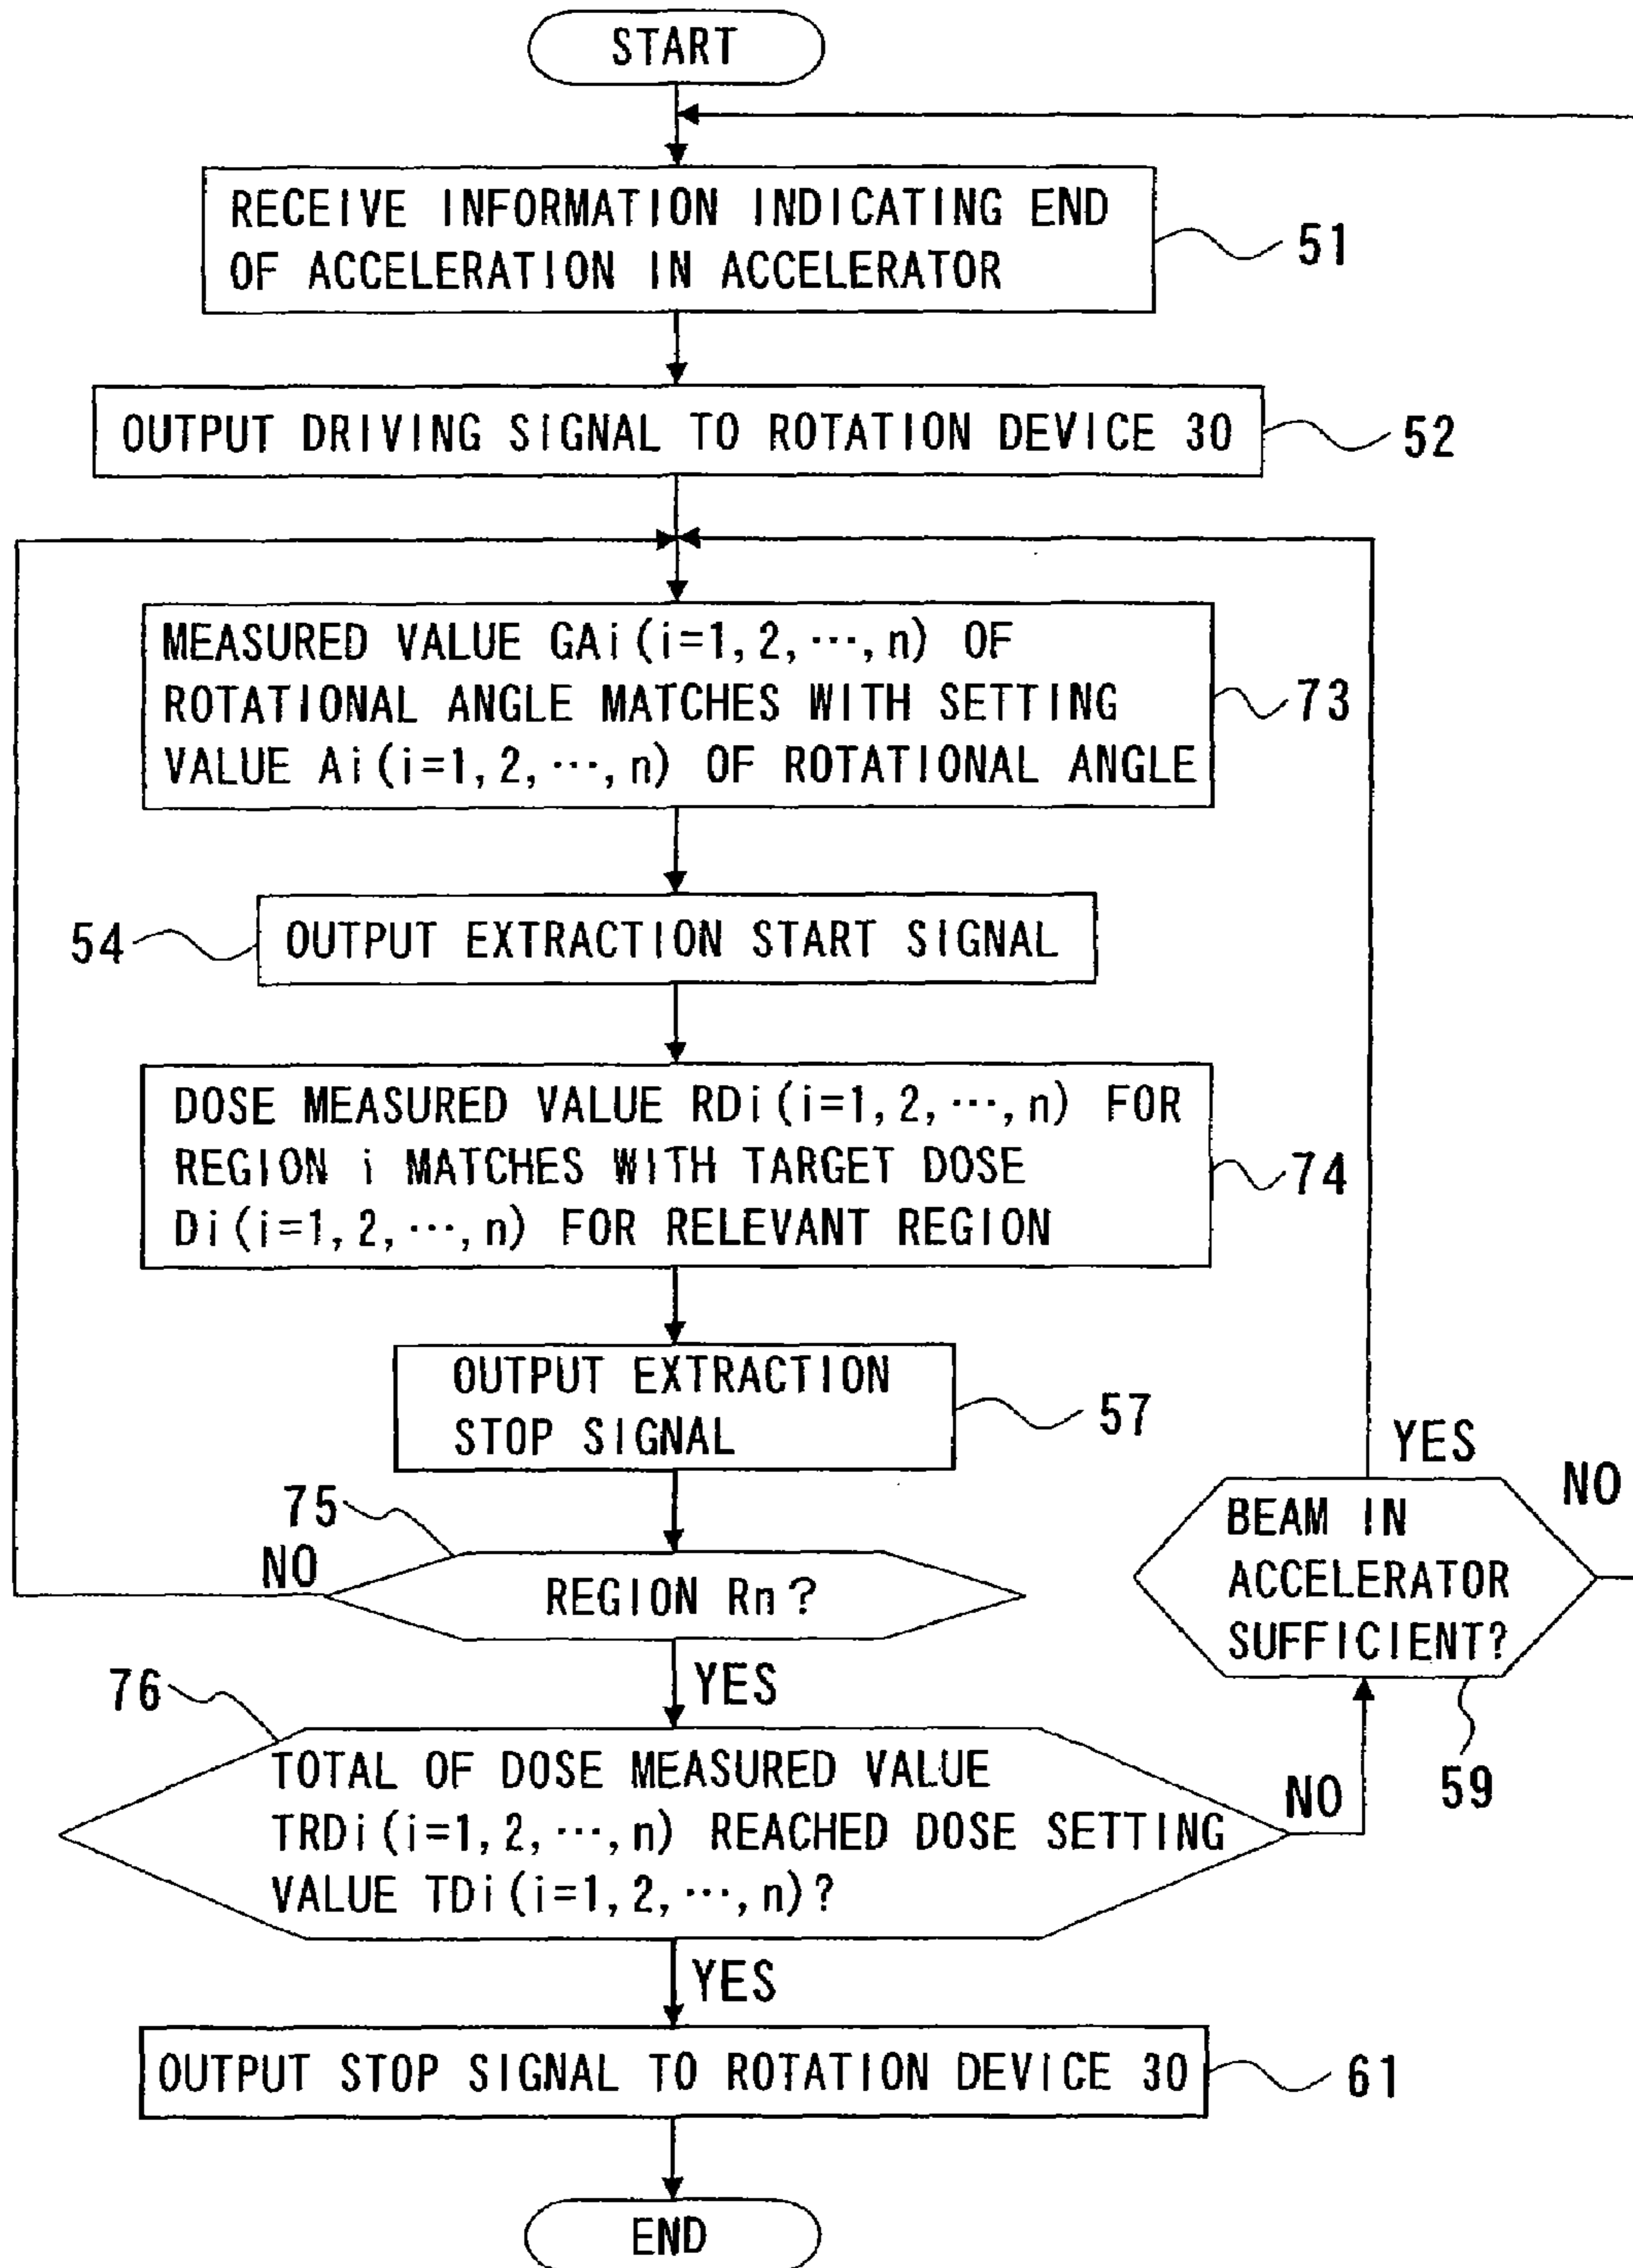 START
RECEIVE INFORMATION INDICATING END
OF ACCELERATION IN ACCELERATOR
51
OUTPUT DRIVING SIGNAL TO ROTATION DEVICE 30
52
MEASURED VALUE GAi(i=1,2,⋯,n) OF
ROTATIONAL ANGLE MATCHES WITH SETTING
VALUE Ai(i=1,2,⋯,n) OF ROTATIONAL ANGLE
73
54
OUTPUT EXTRACTION START SIGNAL
DOSE MEASURED VALUE RDi(i=1,2,⋯,n) FOR
REGION i MATCHES WITH TARGET DOSE
Di(i=1,2,⋯,n) FOR RELEVANT REGION
74
OUTPUT EXTRACTION
STOP SIGNAL
57
75
NO
REGION Rn?
YES
YES
NO
BEAM IN
ACCELERATOR
SUFFICIENT?
59
76
TOTAL OF DOSE MEASURED VALUE
TRDi(i=1,2,⋯,n) REACHED DOSE SETTING
VALUE TDi(i=1,2,⋯,n)?
NO
YES
OUTPUT STOP SIGNAL TO ROTATION DEVICE 30
61
END